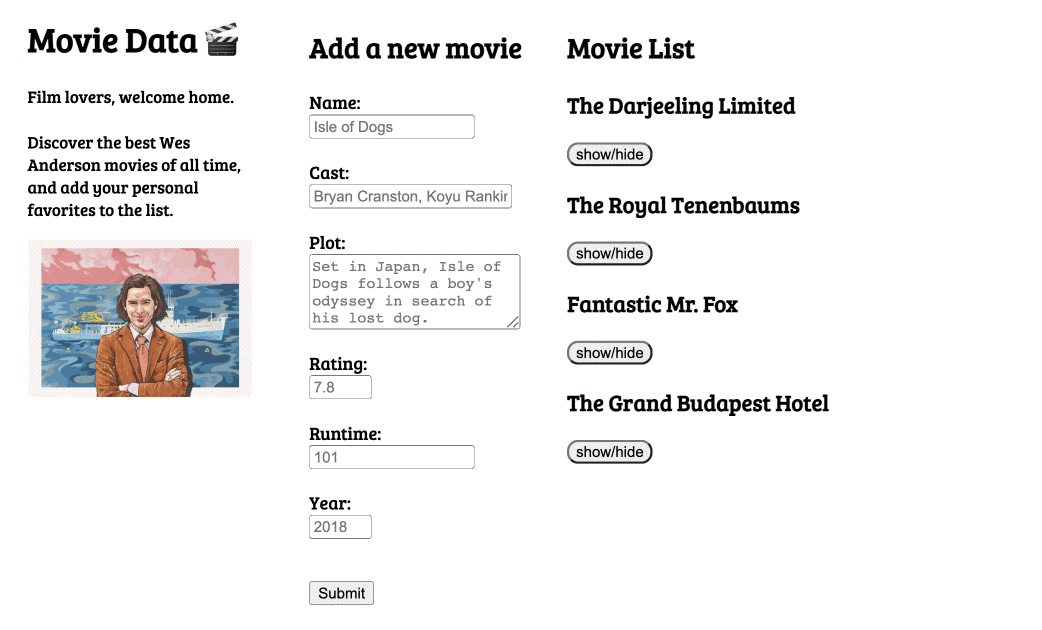 Movie Data
Film lovers, welcome home.
Discover the best Wes
Anderson movies of all time,
and add your personal
favorites to the list.
Add a new movie
Name:
Isle of Dogs
Cast:
Bryan Cranston, Koyu Rankin
Plot:
Set in Japan, Isle of
Dogs follows a boy's
odyssey in search of
his lost dog.
Rating:
7.8
Runtime:
101
Year:
2018
Submit
Movie List
The Darjeeling Limited
show/hide
The Royal Tenenbaums
show/hide
Fantastic Mr. Fox
show/hide
The Grand Budapest Hotel
show/hide